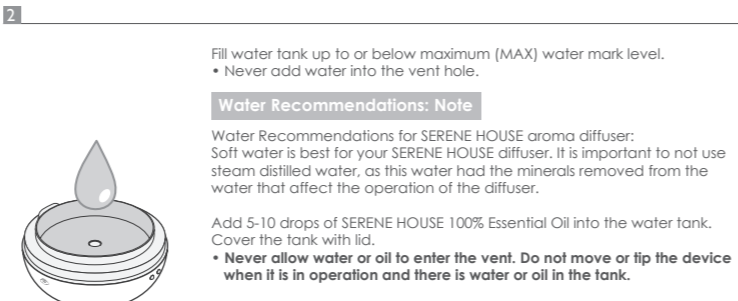 2
Fill water tank up to or below maximum (MAX) water mark level.
• Never add water into the vent hole.
Water Recommendations: Note
Water Recommendations for SERENE HOUSE aroma diffuser:
Soft water is best for your SERENE HOUSE diffuser. It is important to not use
steam distilled water, as this water had the minerals removed from the
water that affect the operation of the diffuser.
Add 5-10 drops of SERENE HOUSE 100% Essential Oil into the water tank.
Cover the tank with lid.
• Never allow water or oil to enter the vent. Do not move or tip the device
when it is in operation and there is water or oil in the tank.